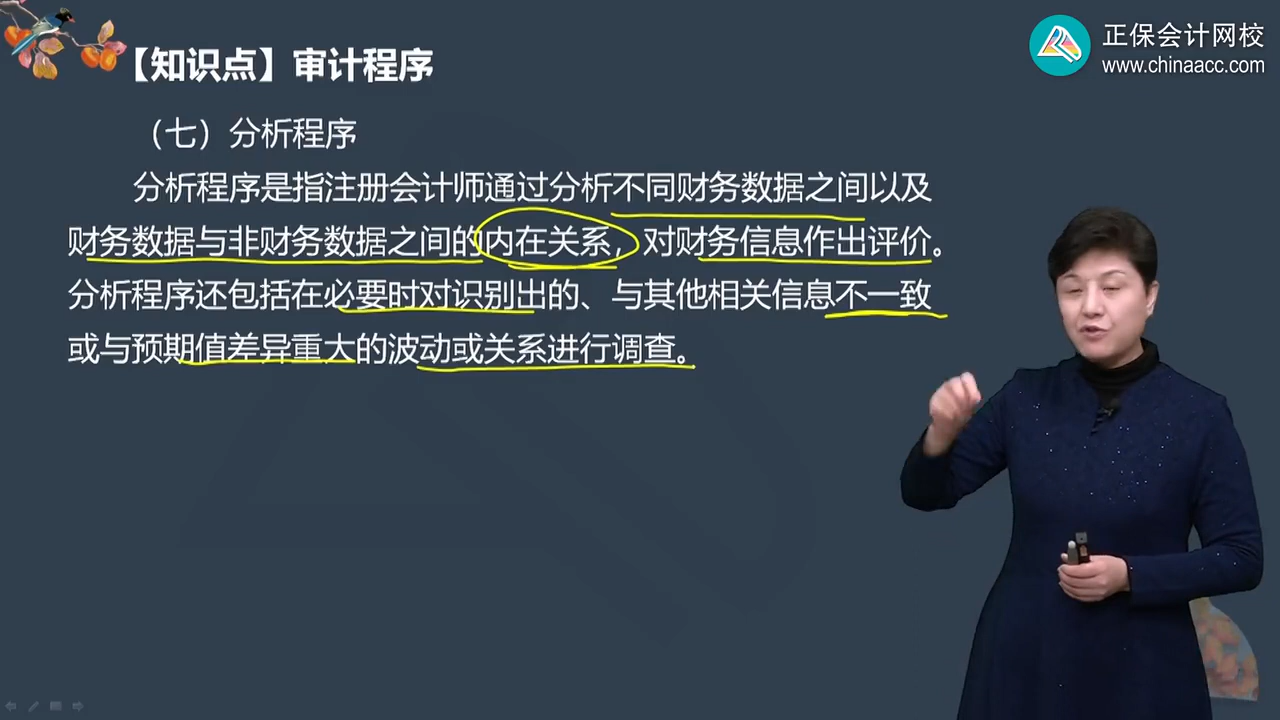 正保会计网校
www.chinaacc.com
【知识点】审计程序
（七）分析程序
分析程序是指注册会计师通过分析不同财务数据之间以及
财务数据与非财务数据之间的内在关系，对财务信息作出评价。
分析程序还包括在必要时对识别出的、与其他相关信息不一致
或与预期值差异重大的波动或关系进行调查。